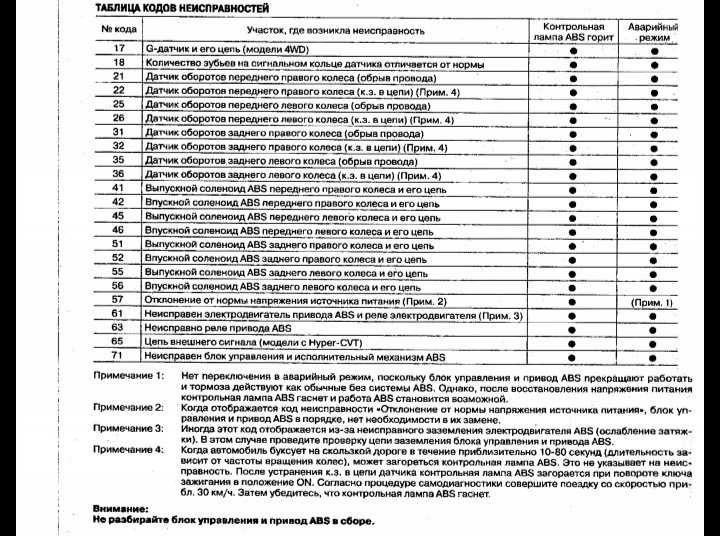 ТАБЛИЦА КОДОВ НЕИСПРАВНОСТЕЙ
№ кода Участок, где возникла неисправность Контрольная лампа ABS горит Аварийный режим
17 G-датчик и его цепь (модели 4WD) ● ●
18 Количество зубьев на сигнальном кольце датчика отличается от нормы ● ●
21 Датчик оборотов переднего правого колеса (обрыв провода) ● ●
22 Датчик оборотов переднего правого колеса (к.з. в цепи) (Прим. 4) ● ●
25 Датчик оборотов переднего левого колеса (обрыв провода) ● ●
26 Датчик оборотов переднего левого колеса (к.з. в цепи) (Прим. 4) ● ●
31 Датчик оборотов заднего правого колеса (обрыв провода) ● ●
32 Датчик оборотов заднего правого колеса (к.з. в цепи) (Прим. 4) ● ●
35 Датчик оборотов заднего левого колеса (обрыв провода) ● ●
36 Датчик оборотов заднего левого колеса (к.з. в цепи) (Прим. 4) ● ●
41 Выпускной соленоид ABS переднего правого колеса и его цепь ● ●
42 Впускной соленоид ABS переднего правого колеса и его цепь ● ●
45 Выпускной соленоид ABS переднего левого колеса и его цепь ● ●
46 Впускной соленоид ABS переднего левого колеса и его цепь ● ●
51 Выпускной соленоид ABS заднего правого колеса и его цепь ● ●
52 Впускной соленоид ABS заднего правого колеса и его цепь ● ●
55 Выпускной соленоид ABS заднего левого колеса и его цепь ● ●
56 Впускной соленоид ABS заднего левого колеса и его цепь ● ●
57 Отклонение от нормы напряжения источника питания (Прим. 2) ● (Прим. 1)
61 Неисправен электродвигатель привода ABS и реле электродвигателя (Прим. 3) ● ●
63 Неисправно реле привода ABS ● ●
65 Цепь внешнего сигнала (модели с Hyper-CVT) ● ●
71 Неисправен блок управления и исполнительный механизм ABS ● ●
Примечание 1: Нет переключения в аварийный режим, поскольку блок управления и привод ABS прекращают работать
и тормоза действуют как обычные без системы ABS. Однако, после восстановления напряжения питания
контрольная лампа ABS гаснет и работа ABS становится возможной.
Примечание 2: Когда отображается код неисправности «Отклонение от нормы напряжения источника питания», блок уп-
равления и привод ABS в порядке, нет необходимости в их замене.
Примечание 3: Иногда этот код отображается из-за неисправного заземления электродвигателя ABS (ослабление затяж-
ки). В этом случае проведите проверку цепи заземления блока управления и привода ABS.
Примечание 4: Когда автомобиль буксует на скользкой дороге в течение приблизительно 10-80 секунд (длительность за-
висит от частоты вращения колес), может загореться контрольная лампа ABS. Это не указывает на неис-
правность. После устранения к.з. в цепи датчика контрольная лампа ABS загорается при повороте ключа
зажигания в положение ON. Согласно процедуре самодиагностики совершите поездку со скоростью при-
бл. 30 км/ч. Затем убедитесь, что контрольная лампа ABS гаснет.
Внимание:
Не разбирайте блок управления и привод ABS в сборе.